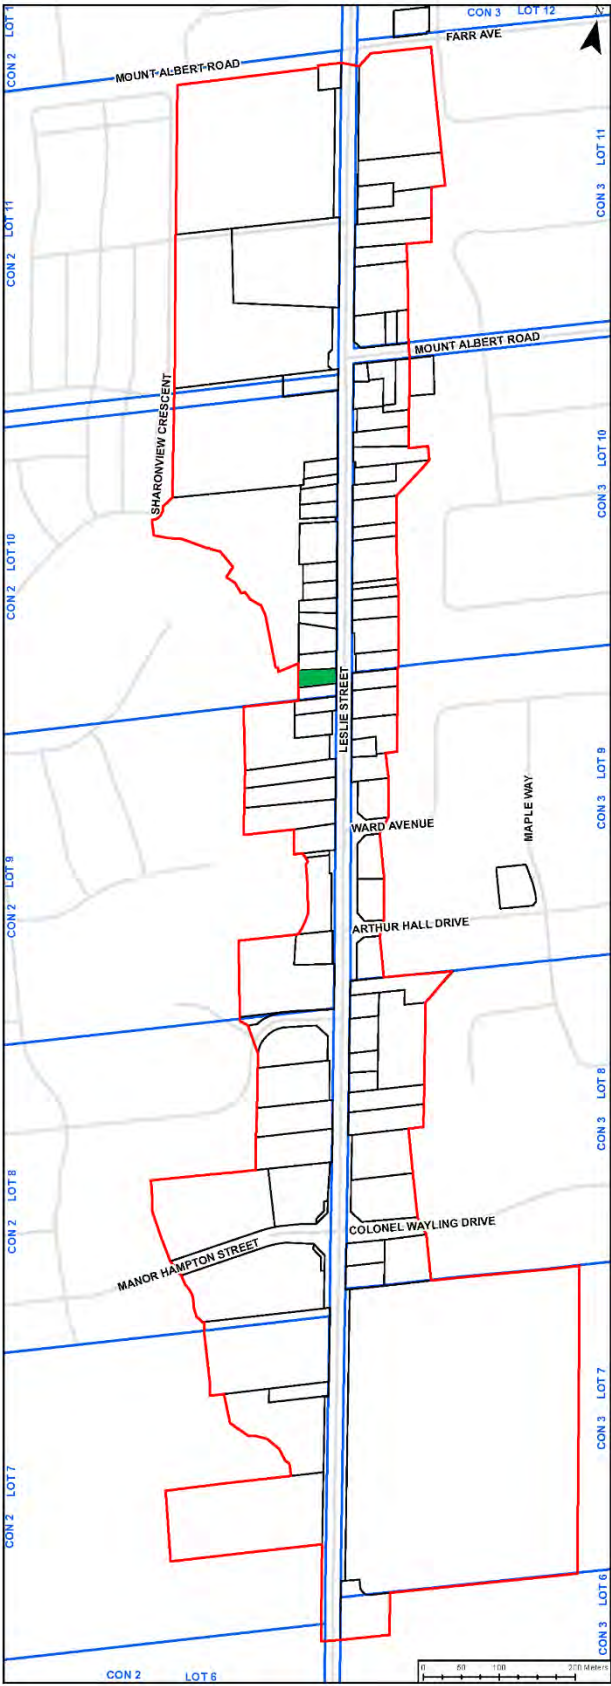 CON 3 LOT 12
N
FARR AVE
MOUNT ALBERT ROAD
CON 2 LOT 1
CON 3 LOT 11
CON 2 LOT 11
MOUNT ALBERT ROAD
SHARONVIEW CRESCENT
CON 3 LOT 10
CON 2 LOT 10
LESLIE STREET
CON 3 LOT 9
MAPLE WAY
WARD AVENUE
CON 2 LOT 9
ARTHUR HALL DRIVE
CON 3 LOT 8
CON 2 LOT 8
COLONEL WAYLING DRIVE
MANOR HAMPTON STREET
CON 3 LOT 7
CON 2 LOT 7
CON 3 LOT 6
CON 2 LOT 6
0 50 100 200 Meters